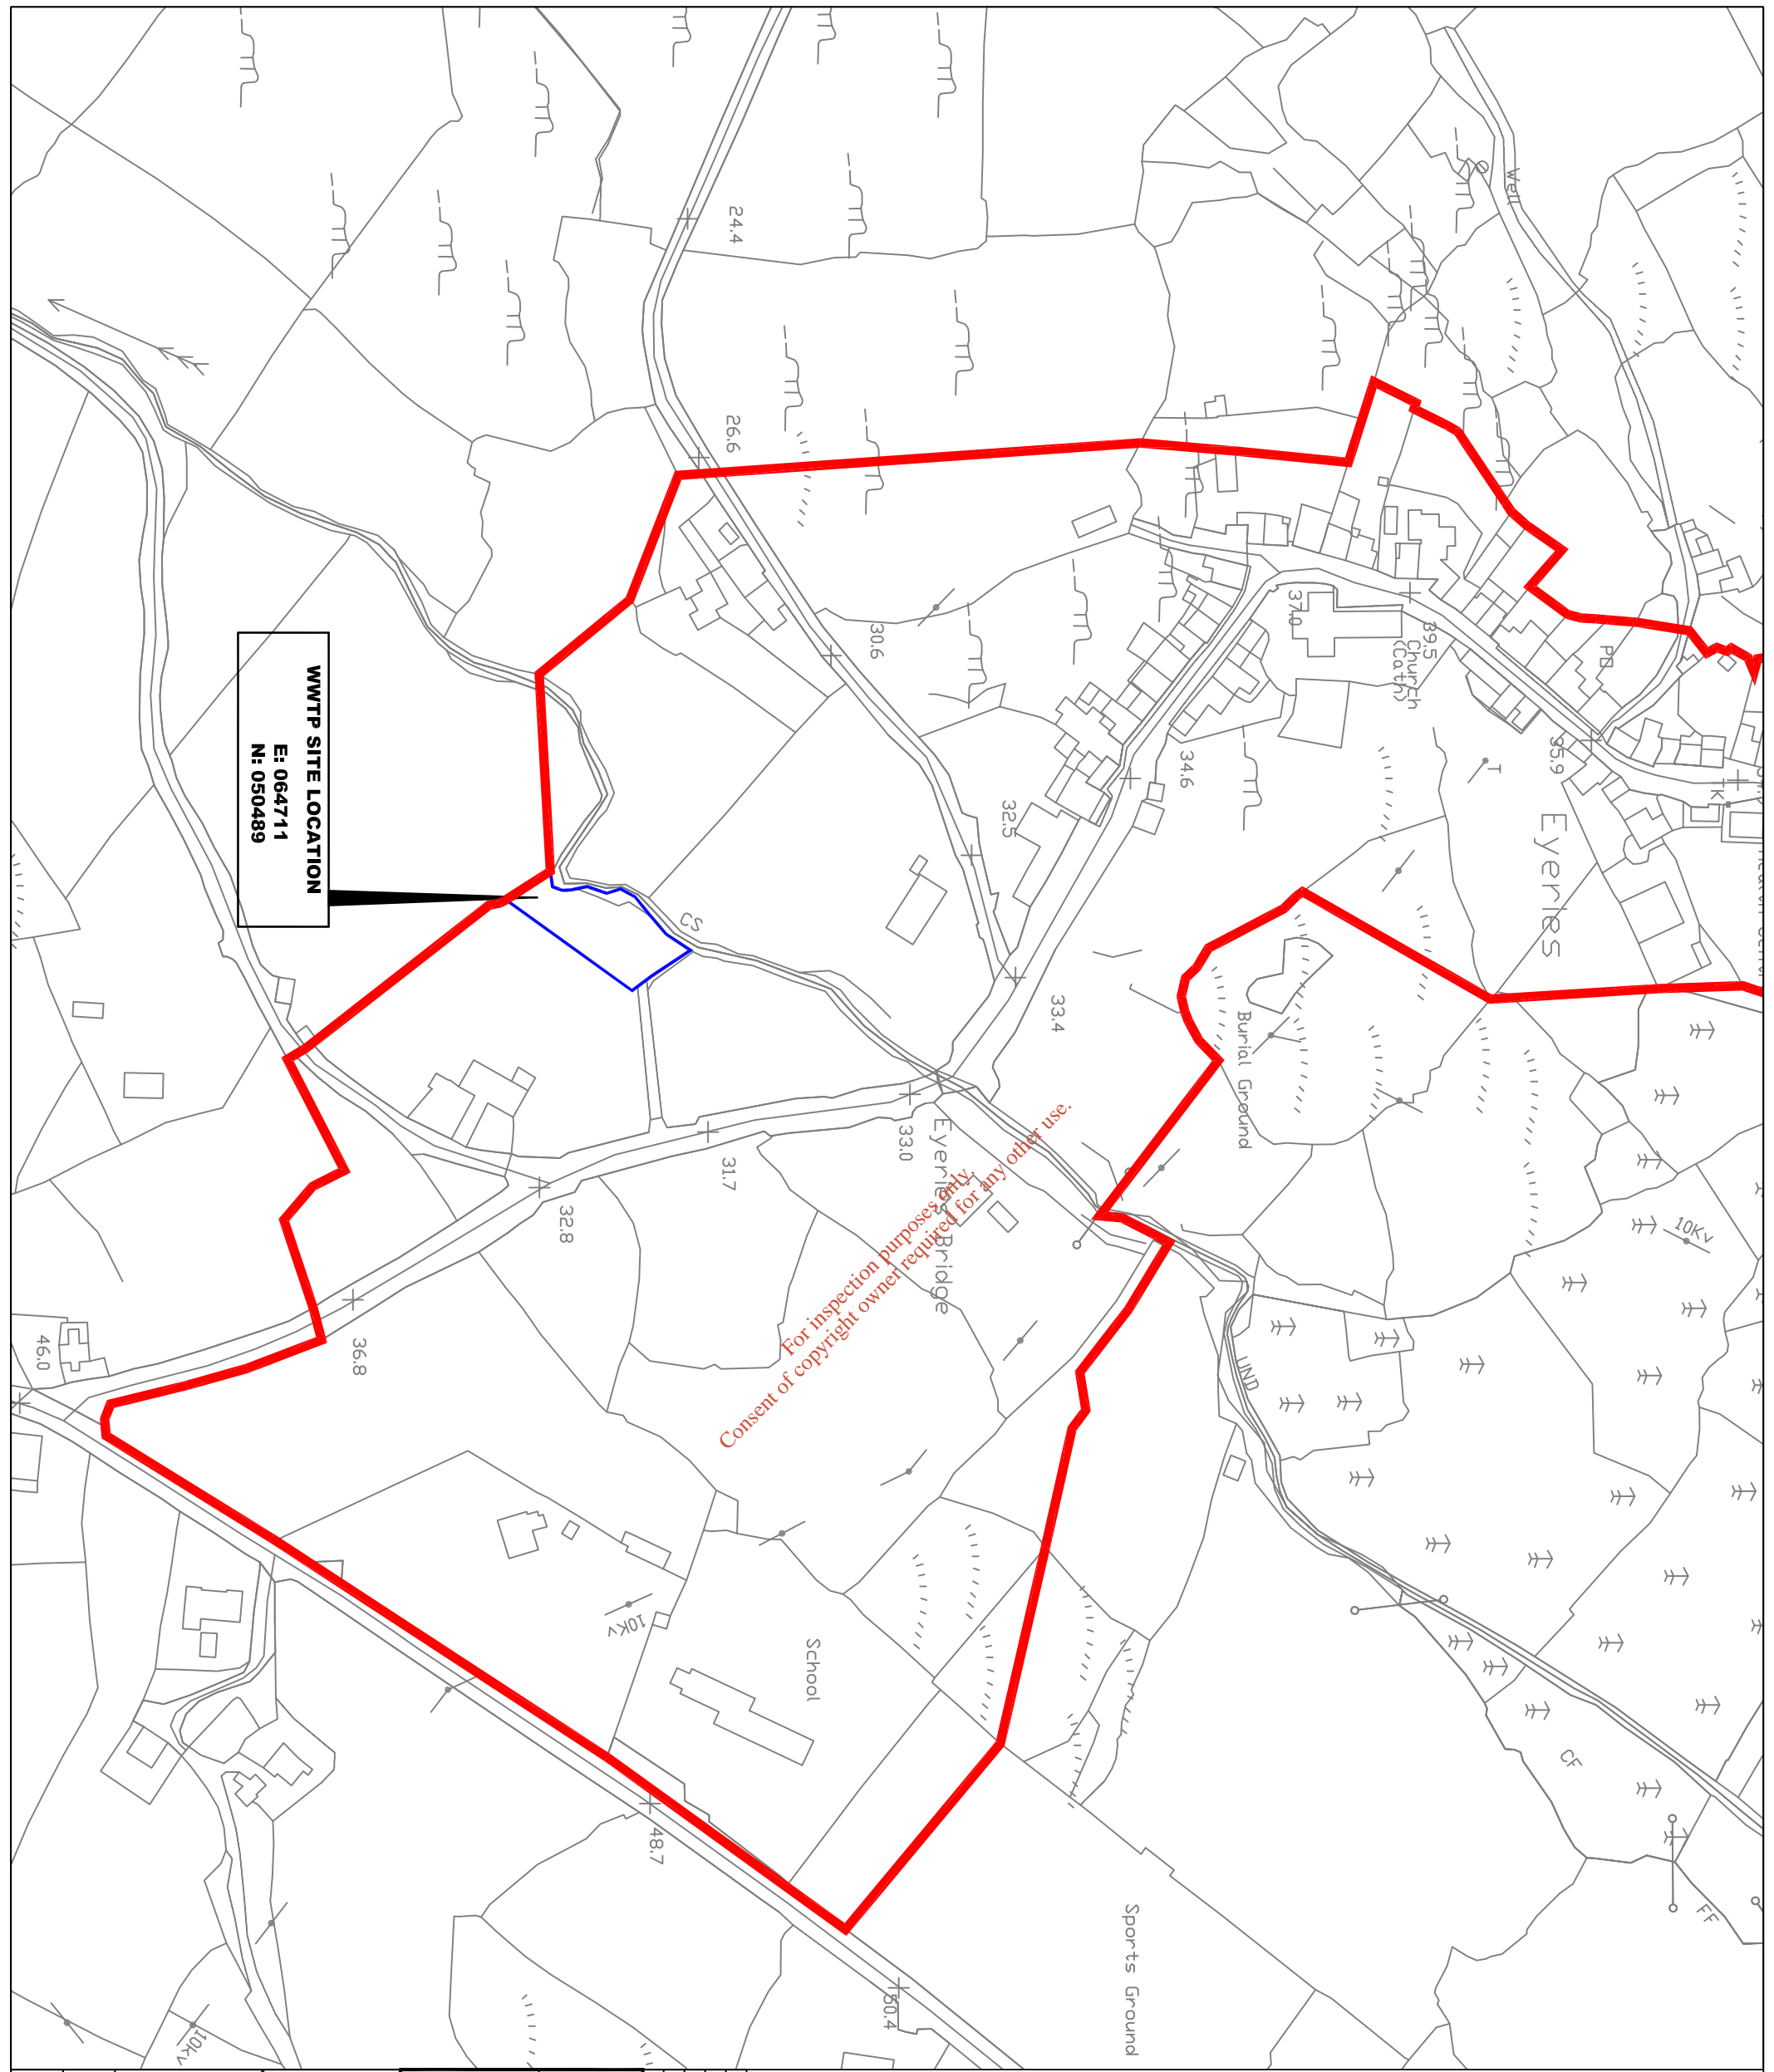 Well
24.4
26.6
30.6
37.0
39.5
Church
(Cath)
PO
35.9
T
TK
34.6
32.5
Eyeries
WWTP SITE LOCATION
E: 064711
N: 050489
CS
33.4
Burial Ground
33.0
Eyeries Bridge
31.7
32.8
36.8
46.0
10Kv
UND
For inspection purposes only.
Consent of copyright owner required for any other use.
10Kv
School
CF
FF
48.7
50.4
Sports Ground
10Kv